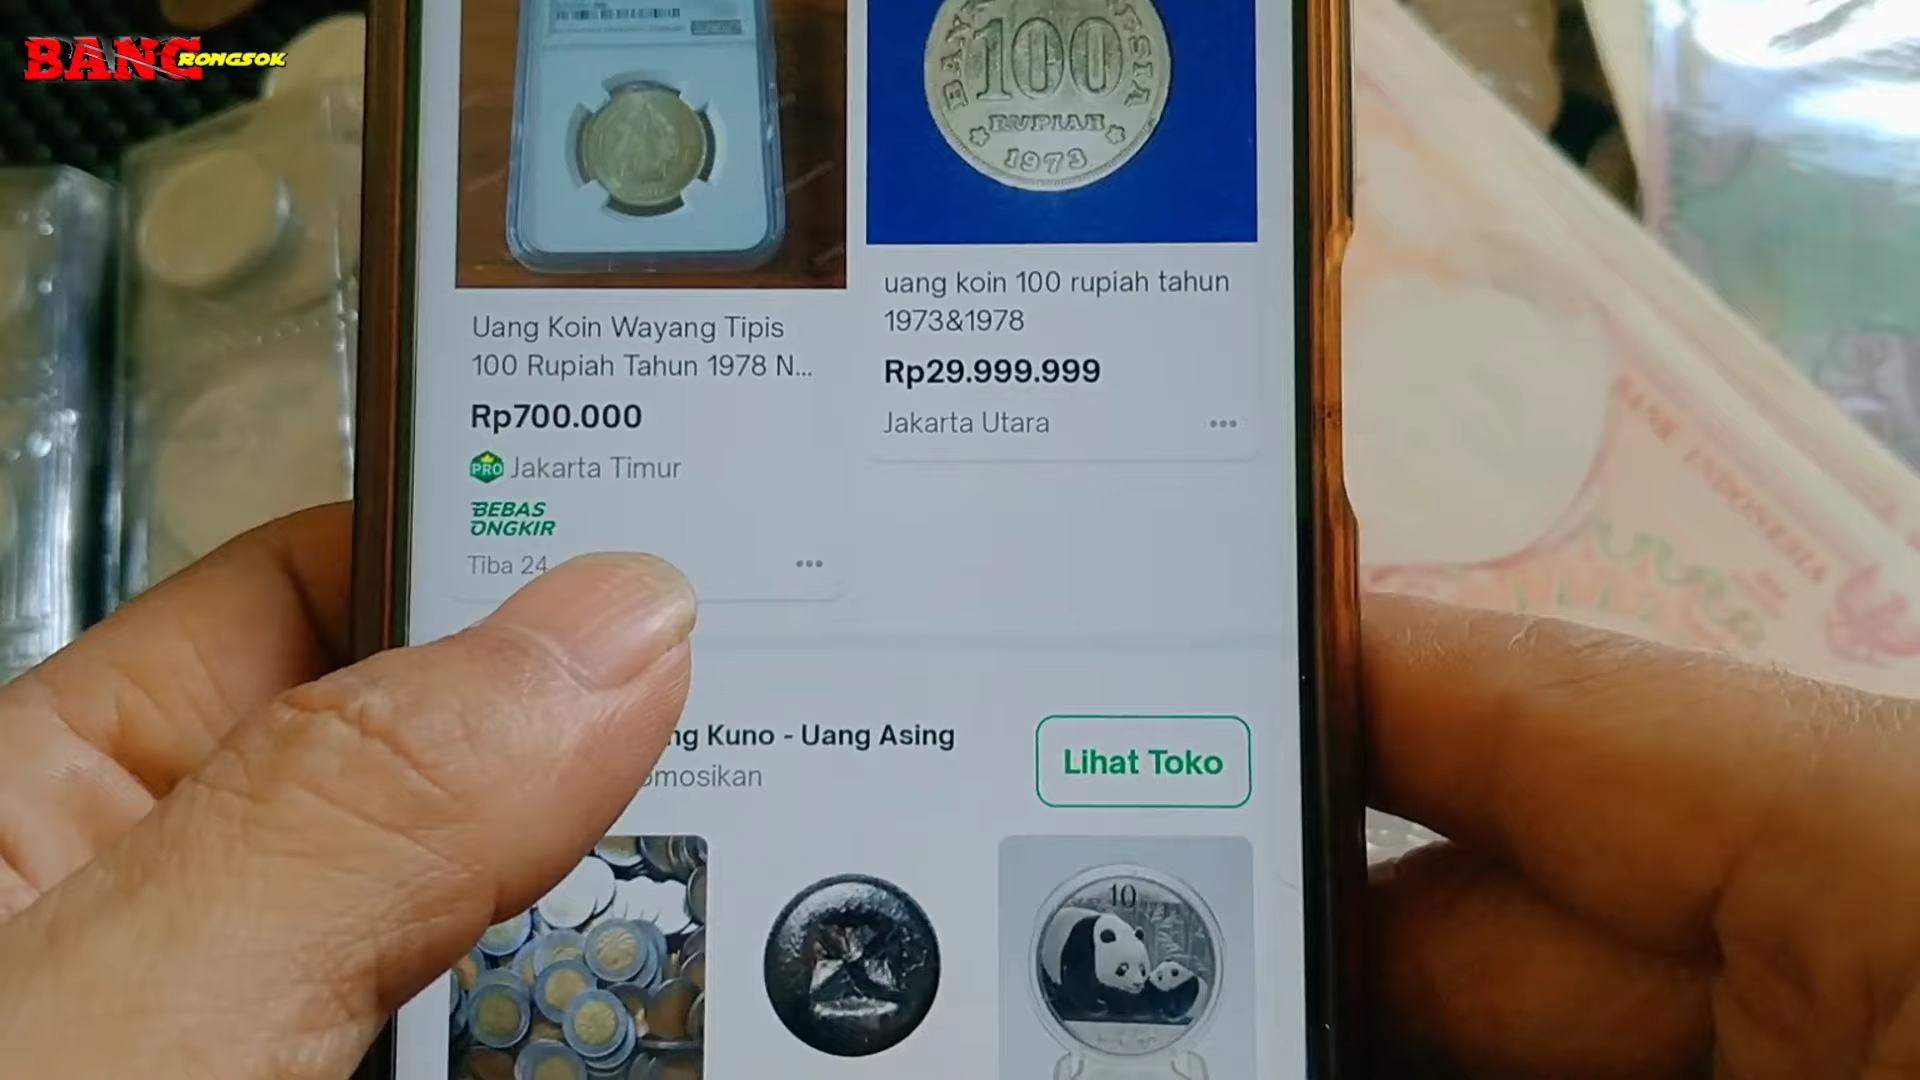 BANG
RONGSOK
100
RUPIAH
1973
Uang Koin Wayang Tipis
100 Rupiah Tahun 1978 N...
Rp700.000
PRO Jakarta Timur
BEBAS
ONGKIR
Tiba 24
uang koin 100 rupiah tahun
1973&1978
Rp29.999.999
Jakarta Utara
ng Kuno - Uang Asing
omosikan
Lihat Toko
10
BANK INDONESIA